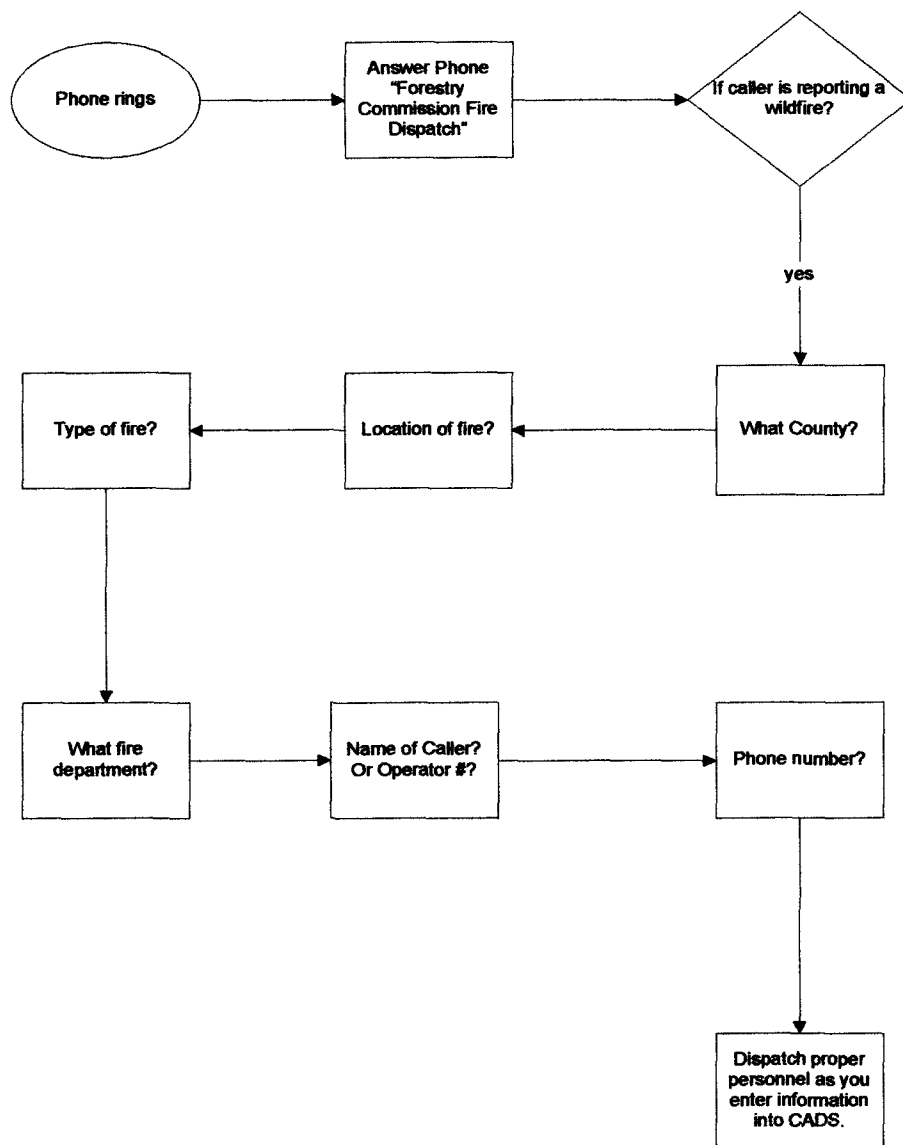 Phone rings
Answer Phone
"Forestry
Commission Fire
Dispatch"
If caller is reporting a
wildfire?
yes
What County?
Location of fire?
Type of fire?
What fire
department?
Name of Caller?
Or Operator #?
Phone number?
Dispatch proper
personnel as you
enter information
into CADS.